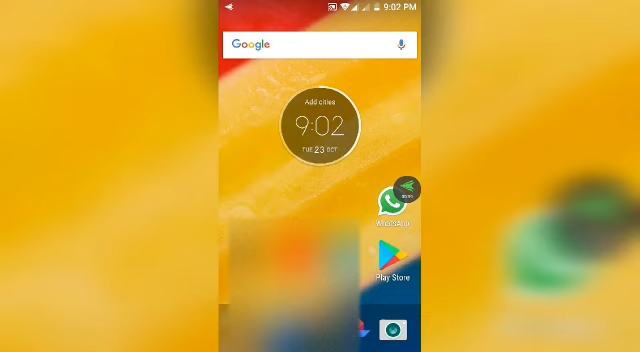 9:02 PM
Google
Add cities
9:02
TUE 23 OCT
WhatsApp
Play Store